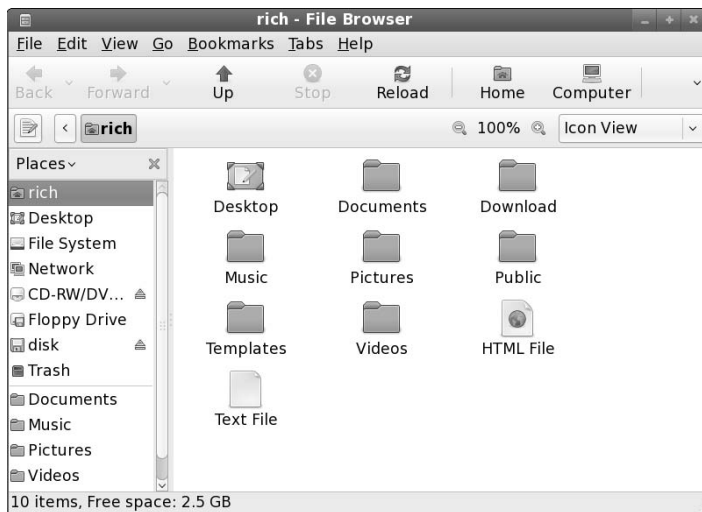 rich - File Browser
File Edit View Go Bookmarks Tabs Help
Back Forward Up Stop Reload Home Computer
rich 100% Icon View
Places
rich
Desktop
File System
Network
CD-RW/DV...
Floppy Drive
disk
Trash
Documents
Music
Pictures
Videos
Desktop Documents Download
Music Pictures Public
Templates Videos HTML File
Text File
10 items, Free space: 2.5 GB